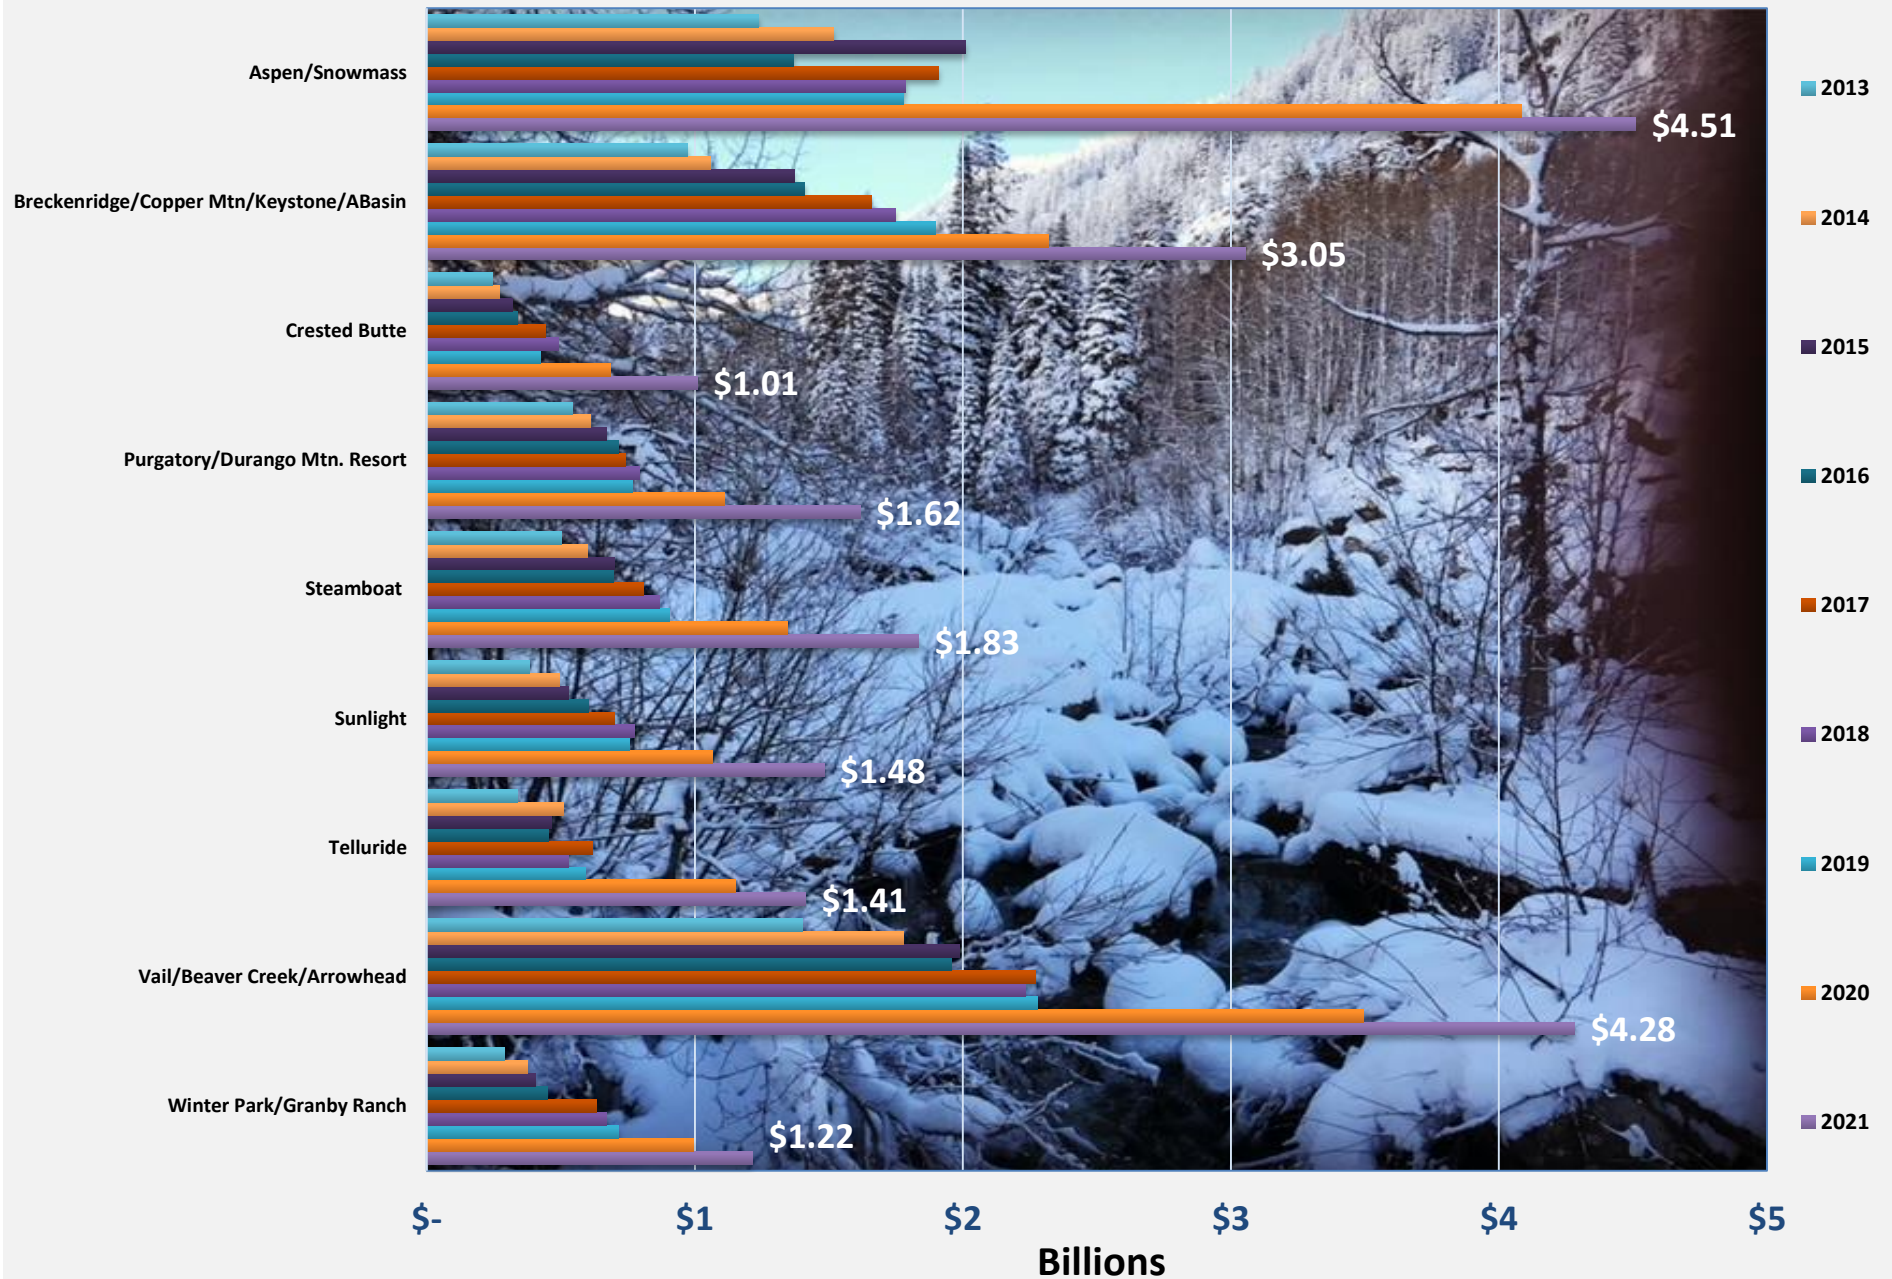 Aspen/Snowmass
$4.51
Breckenridge/Copper Mtn/Keystone/ABasin
$3.05
Crested Butte
$1.01
Purgatory/Durango Mtn. Resort
$1.62
Steamboat
$1.83
Sunlight
$1.48
Telluride
$1.41
Vail/Beaver Creek/Arrowhead
$4.28
Winter Park/Granby Ranch
$1.22
$- $1 $2 $3 $4 $5
Billions
2013
2014
2015
2016
2017
2018
2019
2020
2021